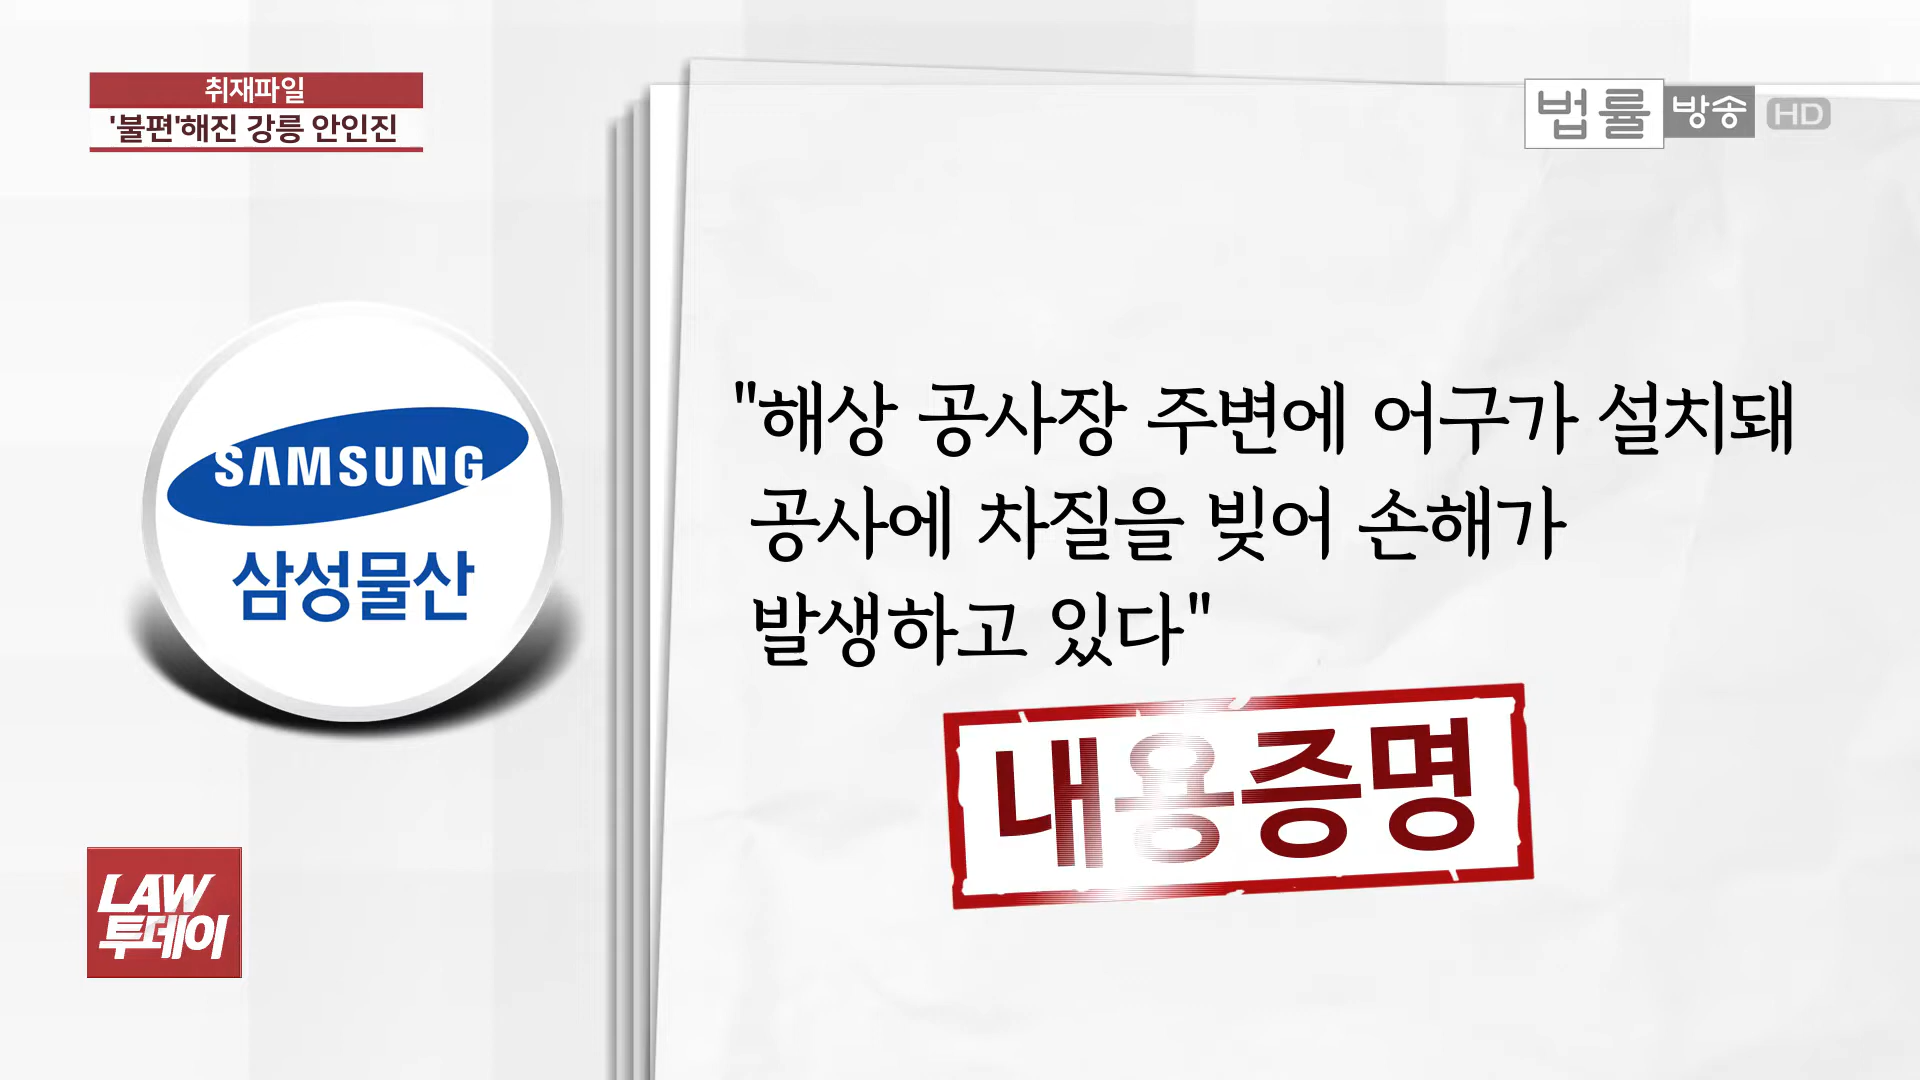 취재파일
'불편'해진 강릉 안인진
법률방송 HD
SAMSUNG
삼성물산
"해상 공사장 주변에 어구가 설치돼
공사에 차질을 빚어 손해가
발생하고 있다"
내용증명
LAW
투데이